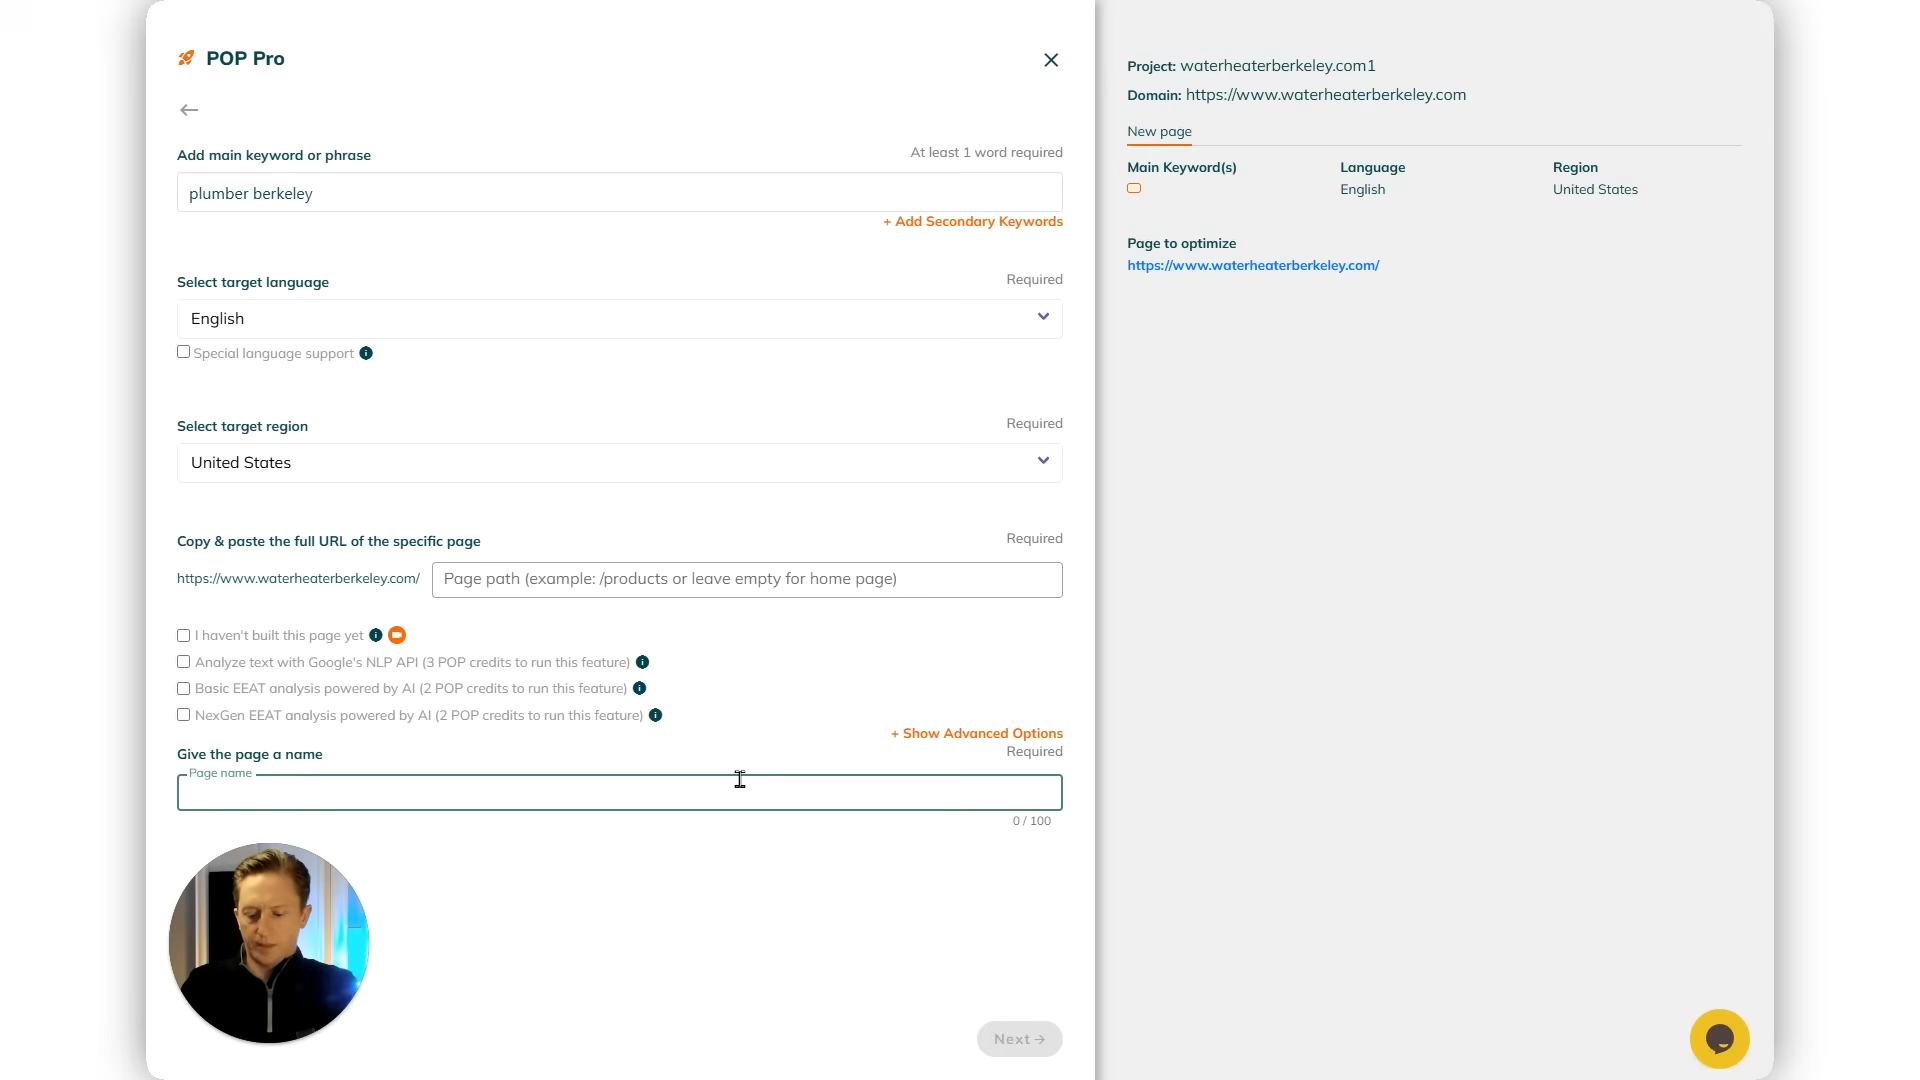 POP Pro
Add main keyword or phrase
At least 1 word required
plumber berkeley
+ Add Secondary Keywords
Select target language
Required
English
Special language support
Select target region
Required
United States
Copy & paste the full URL of the specific page
Required
https://www.waterheaterberkeley.com/
Page path (example: /products or leave empty for home page)
I haven't built this page yet
Analyze text with Google's NLP API (3 POP credits to run this feature)
Basic EEAT analysis powered by AI (2 POP credits to run this feature)
NexGen EEAT analysis powered by AI (2 POP credits to run this feature)
+ Show Advanced Options
Give the page a name
Required
Page name
0 / 100
Next
Project: waterheaterberkeley.com1
Domain: https://www.waterheaterberkeley.com
New page
Main Keyword(s)
Language
English
Region
United States
Page to optimize
https://www.waterheaterberkeley.com/